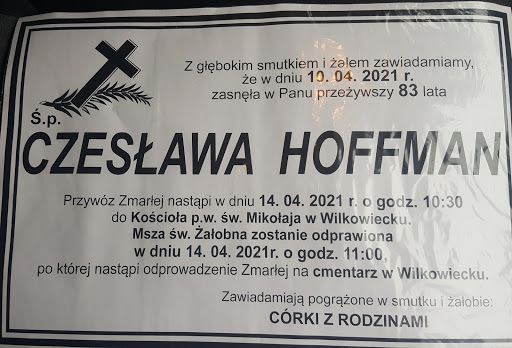 Z głębokim smutkiem i żalem zawiadamiamy,
że w dniu 10. 04. 2021 r.
zasnęła w Panu przeżywszy 83 lata
Ś.p.
CZESŁAWA HOFFMAN
Przywóz Zmarłej nastąpi w dniu 14. 04. 2021 r. o godz. 10:30
do Kościoła p.w. św. Mikołaja w Wilkowiecku.
Msza św. Żałobna zostanie odprawiona
w dniu 14. 04. 2021r. o godz. 11:00,
po której nastąpi odprowadzenie Zmarłej na cmentarz w Wilkowiecku.
Zawiadamiają pogrążone w smutku i żałobie:
CÓRKI Z RODZINAMI